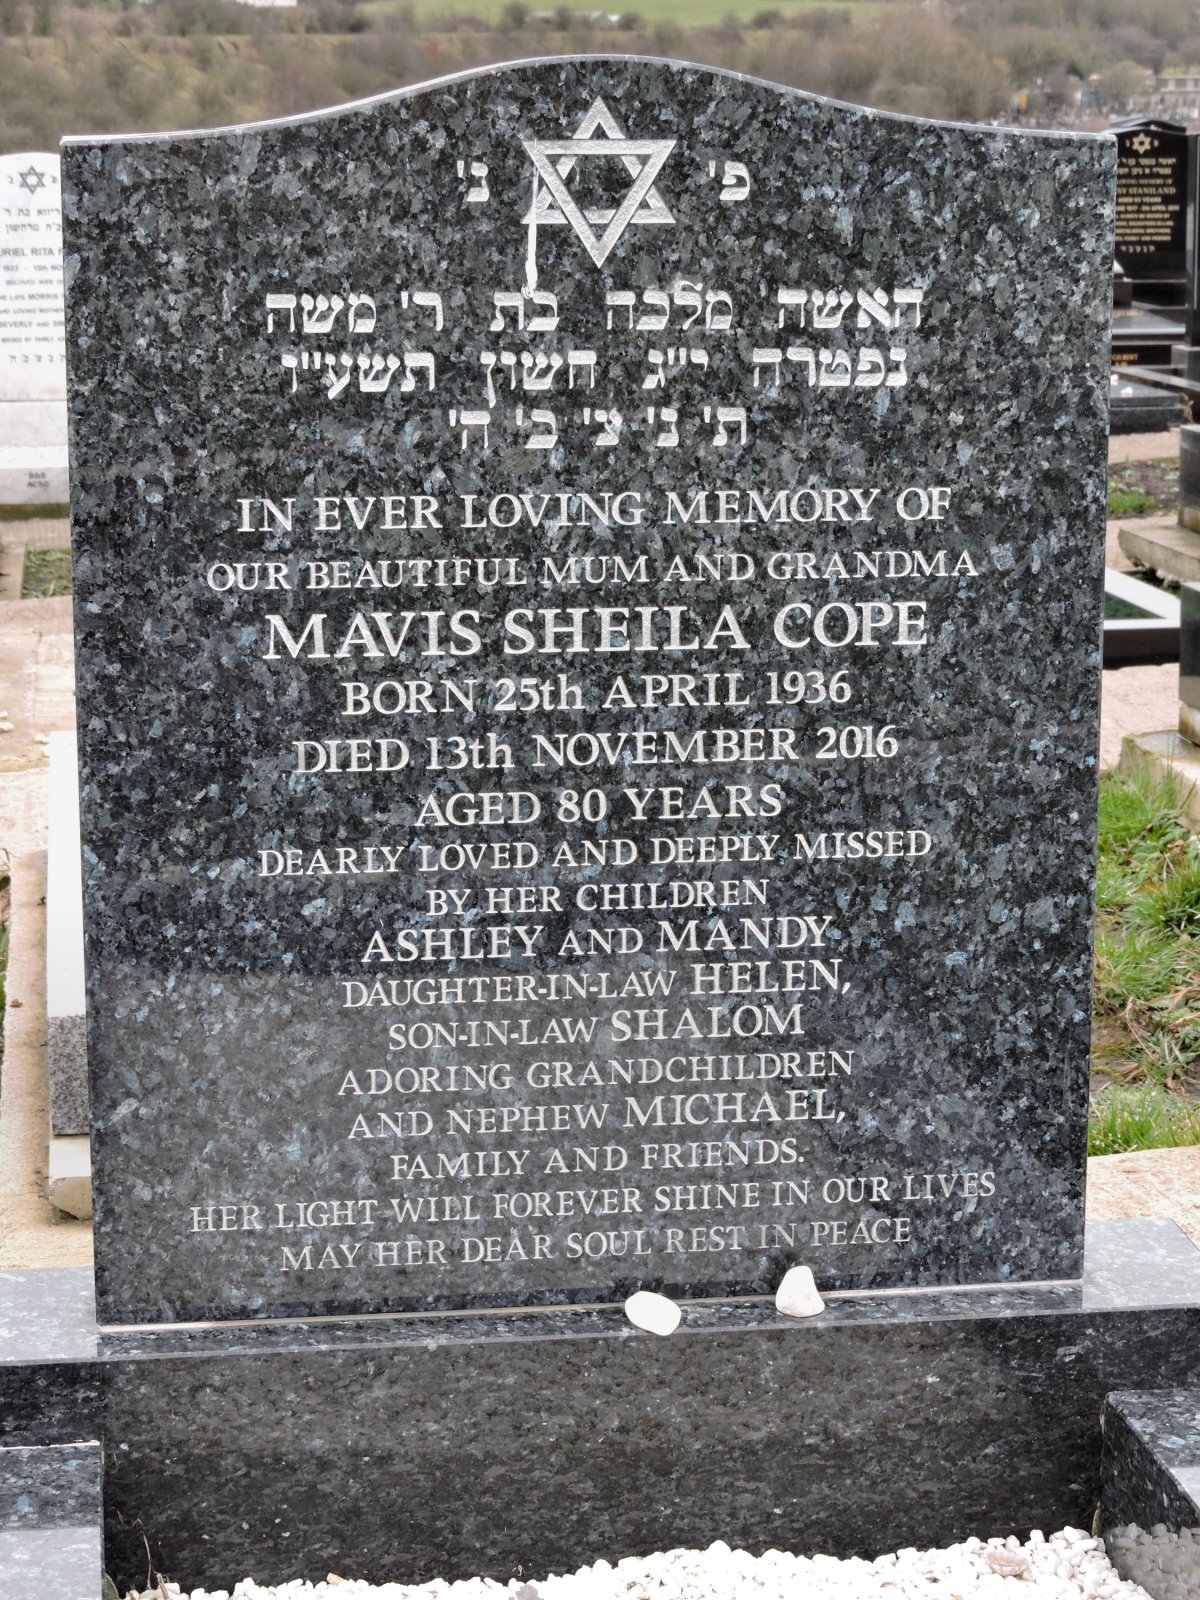 פ' נ'
האשה מלכה בת ר' משה
נפטרה י"ג חשון תשע"ו
ת' נ' צ' ב' ה'
IN EVER LOVING MEMORY OF
OUR BEAUTIFUL MUM AND GRANDMA
MAVIS SHEILA COPE
BORN 25th APRIL 1936
DIED 13th NOVEMBER 2016
AGED 80 YEARS
DEARLY LOVED AND DEEPLY MISSED
BY HER CHILDREN
ASHLEY AND MANDY
DAUGHTER-IN-LAW HELEN,
SON-IN-LAW SHALOM
ADORING GRANDCHILDREN
AND NEPHEW MICHAEL,
FAMILY AND FRIENDS.
HER LIGHT WILL FOREVER SHINE IN OUR LIVES
MAY HER DEAR SOUL REST IN PEACE